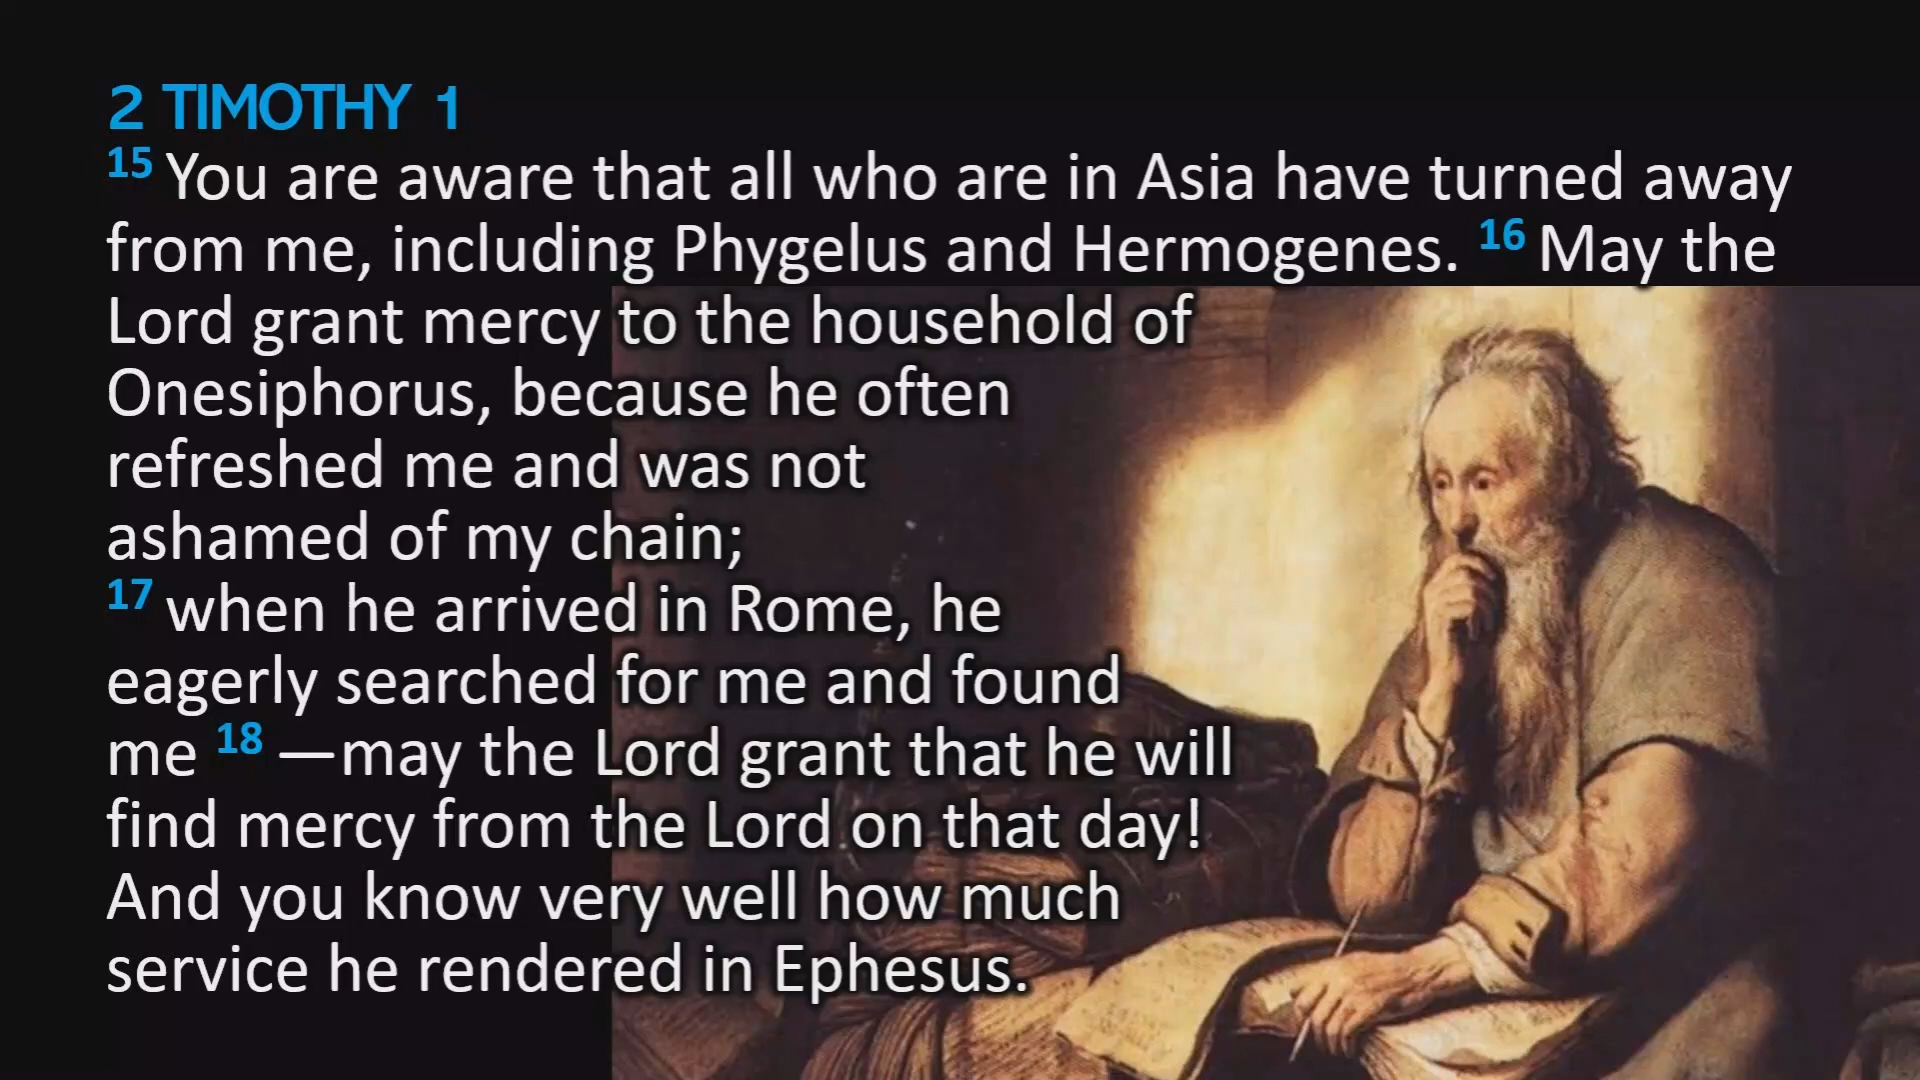 2 TIMOTHY 1
15 You are aware that all who are in Asia have turned away
from me, including Phygelus and Hermogenes. 16 May the
Lord grant mercy to the household of
Onesiphorus, because he often
refreshed me and was not
ashamed of my chain;
17 when he arrived in Rome, he
eagerly searched for me and found
me 18 —may the Lord grant that he will
find mercy from the Lord on that day!
And you know very well how much
service he rendered in Ephesus.